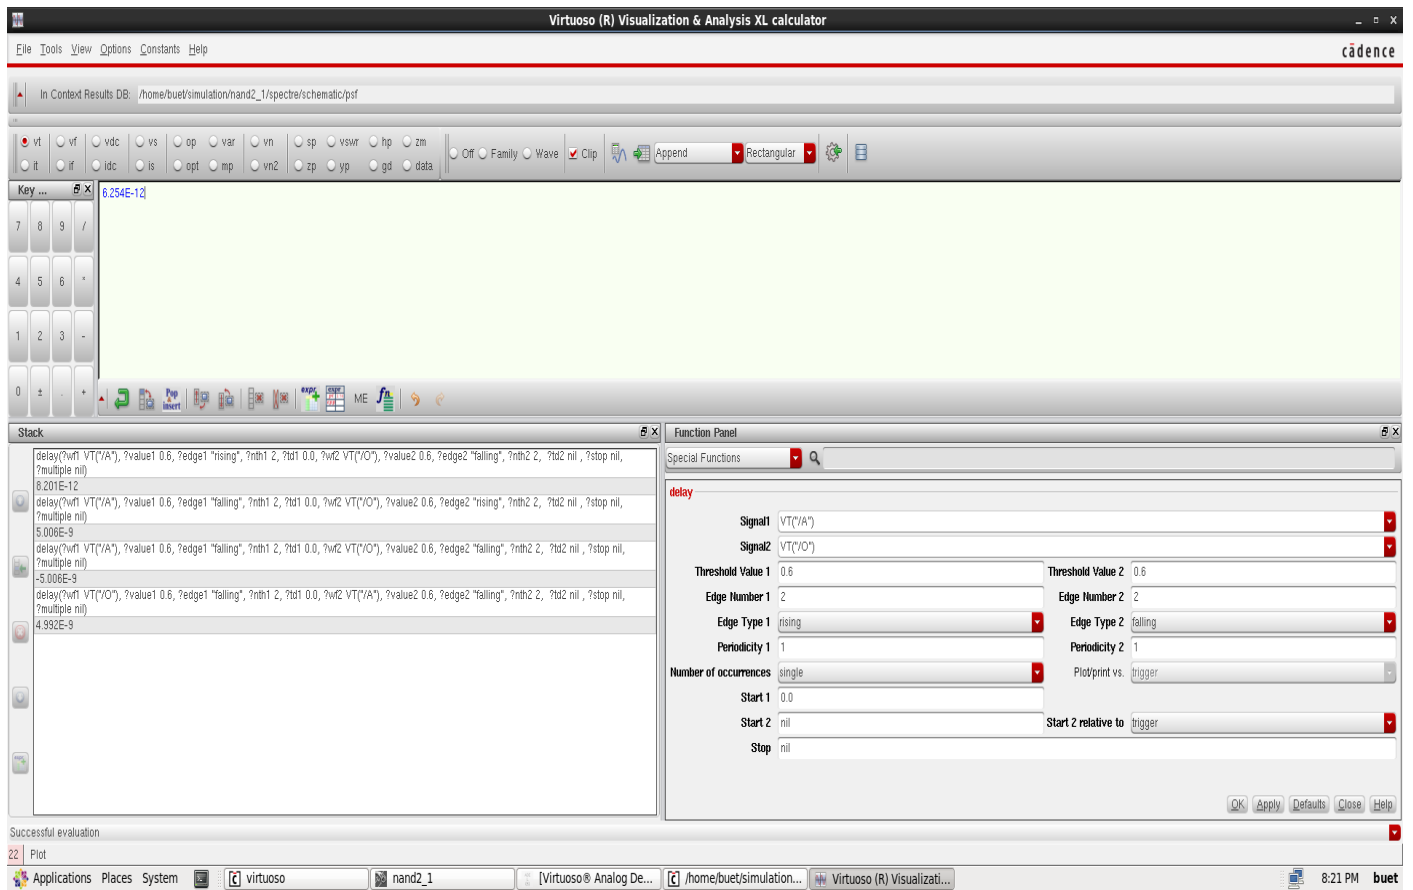 Virtuoso (R) Visualization & Analysis XL calculator
File Tools View Options Constants Help
cādence
In Context Results DB: /home/buet/simulation/nand2_1/spectre/schematic/psf
vt vf vdc vs op var vn sp vswr hp zm
Off Family Wave Clip Append Rectangular
it if idc is opt mp vn2 zp yp gd data
Key ...
6.254E-12
7 8 9 /
4 5 6 *
1 2 3 -
0 ± . +
Pop insert
expr
expr
ME
fn
Stack
delay(?wf1 VT("/A"), ?value1 0.6, ?edge1 "rising", ?nth1 2, ?td1 0.0, ?wf2 VT("/O"), ?value2 0.6, ?edge2 "falling", ?nth2 2, ?td2 nil , ?stop nil,
?multiple nil)
8.201E-12
delay(?wf1 VT("/A"), ?value1 0.6, ?edge1 "falling", ?nth1 2, ?td1 0.0, ?wf2 VT("/O"), ?value2 0.6, ?edge2 "rising", ?nth2 2, ?td2 nil , ?stop nil,
?multiple nil)
5.006E-9
delay(?wf1 VT("/A"), ?value1 0.6, ?edge1 "falling", ?nth1 2, ?td1 0.0, ?wf2 VT("/O"), ?value2 0.6, ?edge2 "falling", ?nth2 2, ?td2 nil , ?stop nil,
?multiple nil)
-5.006E-9
delay(?wf1 VT("/O"), ?value1 0.6, ?edge1 "falling", ?nth1 2, ?td1 0.0, ?wf2 VT("/A"), ?value2 0.6, ?edge2 "falling", ?nth2 2, ?td2 nil , ?stop nil,
?multiple nil)
4.992E-9
Function Panel
Special Functions
delay
Signal1 VT("/A")
Signal2 VT("/O")
Threshold Value 1 0.6 Threshold Value 2 0.6
Edge Number 1 2 Edge Number 2 2
Edge Type 1 rising Edge Type 2 falling
Periodicity 1 1 Periodicity 2 1
Number of occurrences single Plot/print vs. trigger
Start 1 0.0
Start 2 nil Start 2 relative to trigger
Stop nil
OK Apply Defaults Close Help
Successful evaluation
22 Plot
Applications Places System virtuoso nand2_1 [Virtuoso® Analog De... /home/buet/simulation... Virtuoso (R) Visualizati... 8:21 PM buet